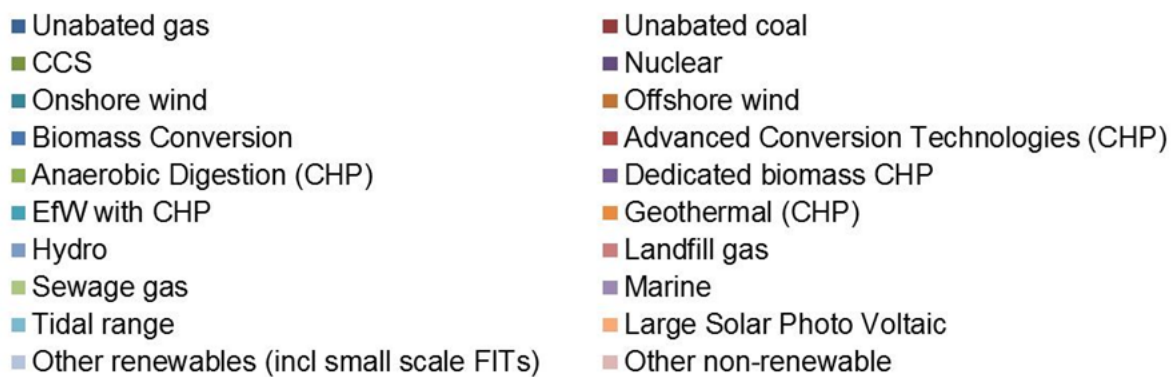 Unabated gas
Unabated coal
CCS
Nuclear
Onshore wind
Offshore wind
Biomass Conversion
Advanced Conversion Technologies (CHP)
Anaerobic Digestion (CHP)
Dedicated biomass CHP
EfW with CHP
Geothermal (CHP)
Hydro
Landfill gas
Sewage gas
Marine
Tidal range
Large Solar Photo Voltaic
Other renewables (incl small scale FITs)
Other non-renewable